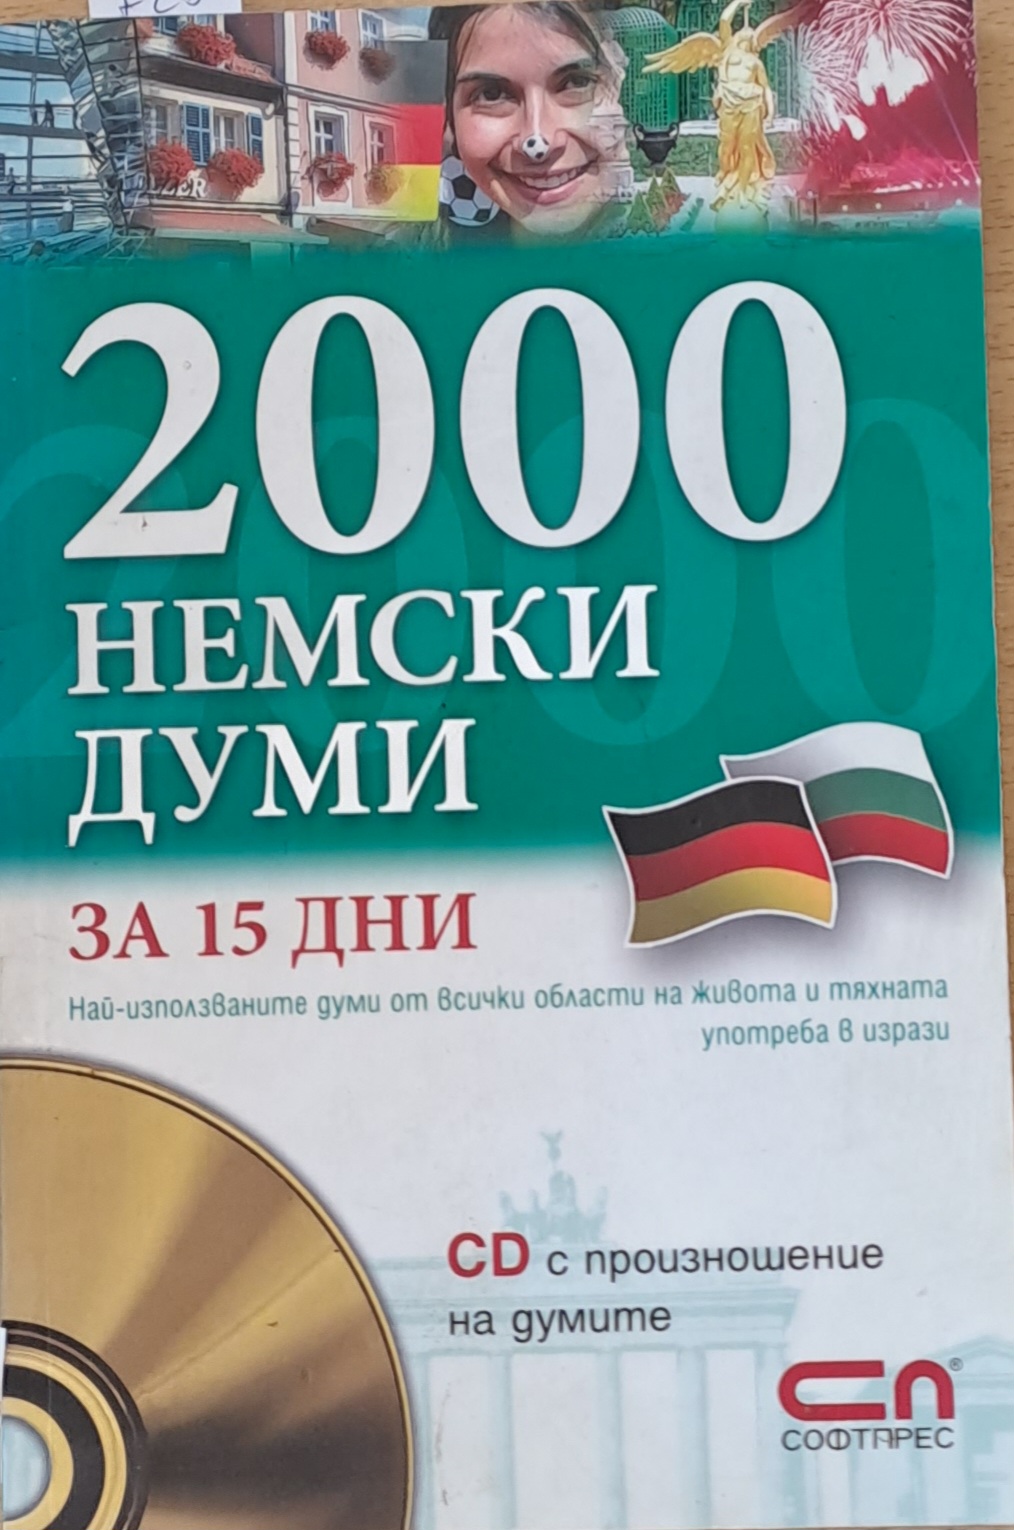 2000
НЕМСКИ
ДУМИ
ЗА 15 ДНИ
Най-използваните думи от всички области на живота и тяхната
употреба в изрази
CD с произношение
на думите
СП®
СОФТПРЕС